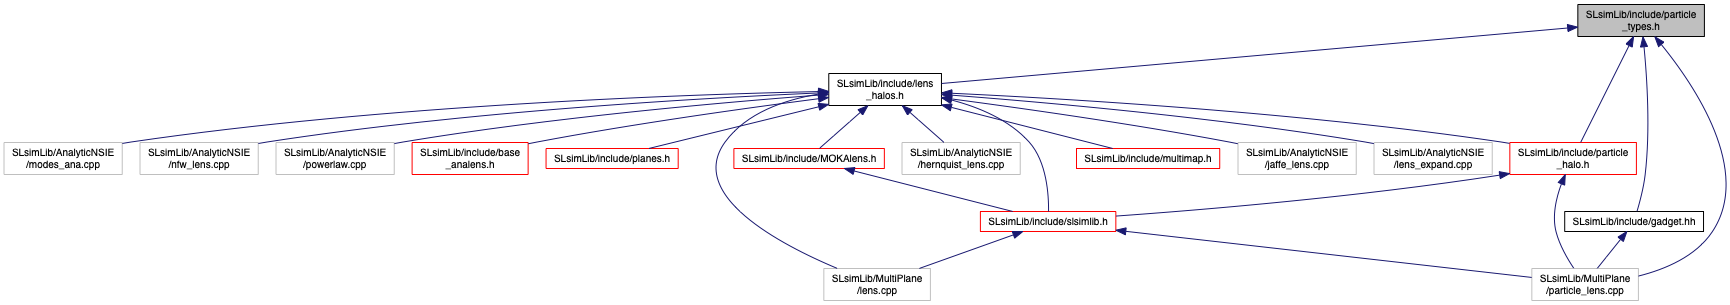 SLsimLib/include/particle
_types.h
SLsimLib/include/lens
_halos.h
SLsimLib/AnalyticNSIE
/modes_ana.cpp
SLsimLib/AnalyticNSIE
/nfw_lens.cpp
SLsimLib/AnalyticNSIE
/powerlaw.cpp
SLsimLib/include/base
_analens.h
SLsimLib/include/planes.h
SLsimLib/include/MOKAlens.h
SLsimLib/AnalyticNSIE
/hernquist_lens.cpp
SLsimLib/include/multimap.h
SLsimLib/AnalyticNSIE
/jaffe_lens.cpp
SLsimLib/AnalyticNSIE
/lens_expand.cpp
SLsimLib/include/particle
_halo.h
SLsimLib/include/slsimlib.h
SLsimLib/include/gadget.hh
SLsimLib/MultiPlane
/lens.cpp
SLsimLib/MultiPlane
/particle_lens.cpp